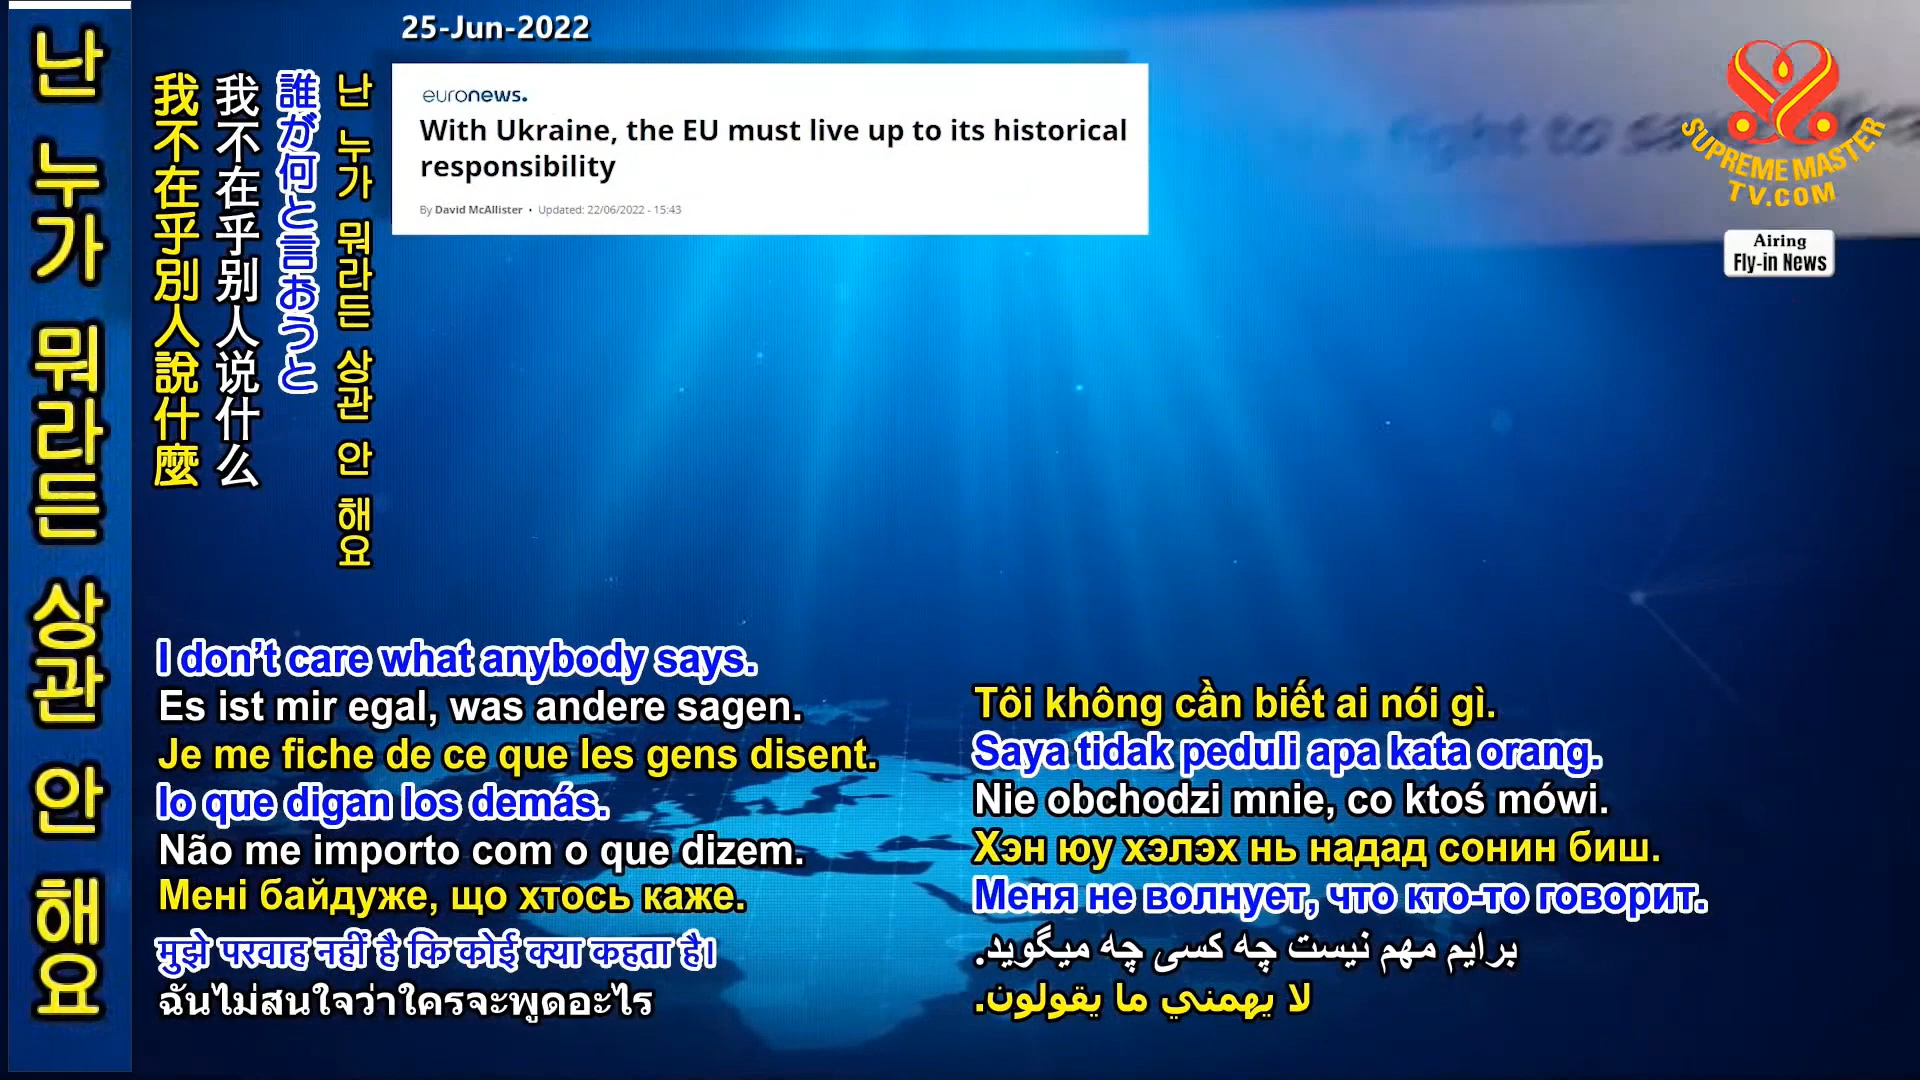 25-Jun-2022
euronews.
With Ukraine, the EU must live up to its historical
responsibility
By David McAllister • Updated: 22/06/2022 - 15:43
SUPREME MASTER
TV.COM
Airing
Fly-in News
right to
난 누가 뭐라든 상관 안 해요
我不在乎別人說什麼
我不在乎别人说什么
誰が何と言おうと
난 누가 뭐라든 상관 안 해요
I don't care what anybody says.
Es ist mir egal, was andere sagen.
Je me fiche de ce que les gens disent.
lo que digan los demás.
Não me importo com o que dizem.
Мені байдуже, що хтось каже.
मुझे परवाह नहीं है कि कोई क्या कहता है।
ฉันไม่สนใจว่าใครจะพูดอะไร
Tôi không cần biết ai nói gì.
Saya tidak peduli apa kata orang.
Nie obchodzi mnie, co ktoś mówi.
Хэн юу хэлэх нь надад сонин биш.
Меня не волнует, что кто-то говорит.
برایم مهم نیست چه کسی چه میگوید.
لا يهمني ما يقولون.